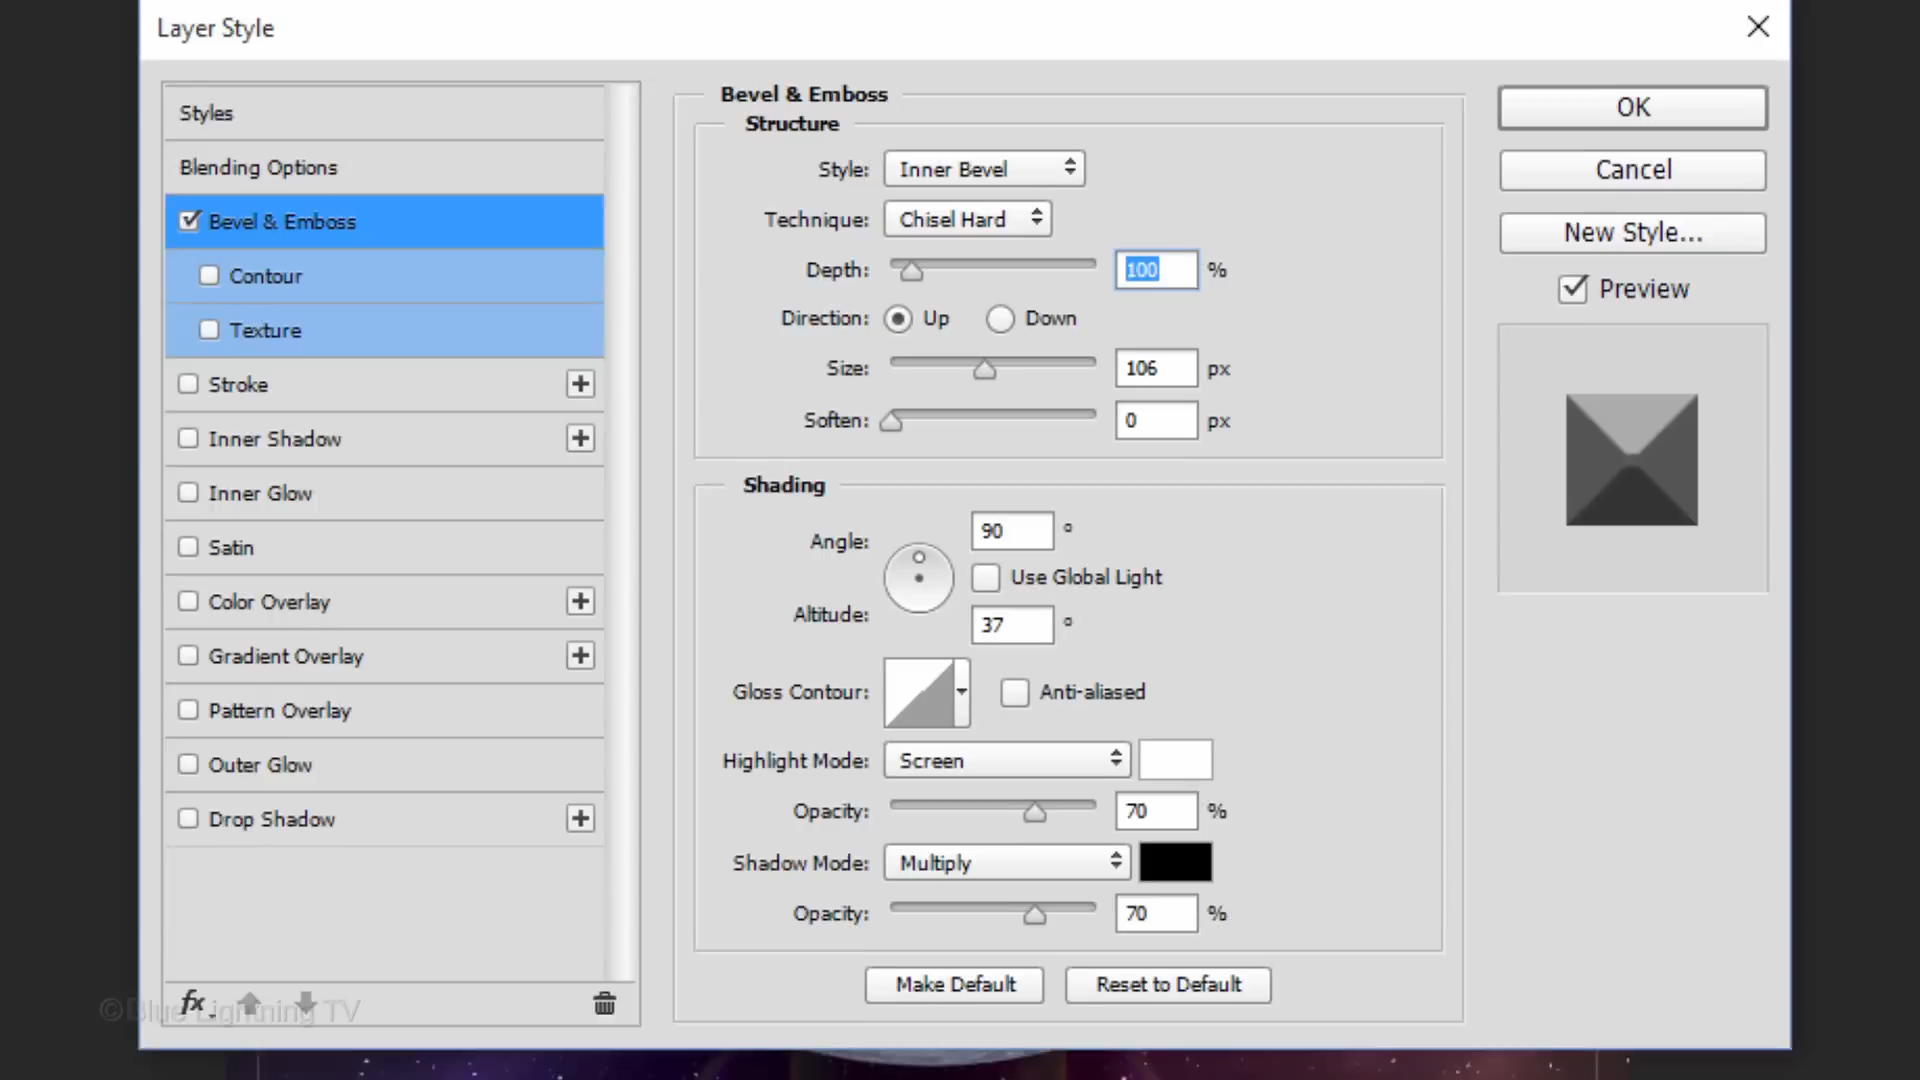 Layer Style
Styles
Blending Options
Bevel & Emboss
Contour
Texture
Stroke
Inner Shadow
Inner Glow
Satin
Color Overlay
Gradient Overlay
Pattern Overlay
Outer Glow
Drop Shadow
fx
©Blue Lightning TV
Bevel & Emboss
Structure
Style: Inner Bevel
Technique: Chisel Hard
Depth: 100 %
Direction: Up Down
Size: 106 px
Soften: 0 px
Shading
Angle: 90 °
Use Global Light
Altitude: 37 °
Gloss Contour: Anti-aliased
Highlight Mode: Screen
Opacity: 70 %
Shadow Mode: Multiply
Opacity: 70 %
Make Default Reset to Default
OK
Cancel
New Style...
Preview